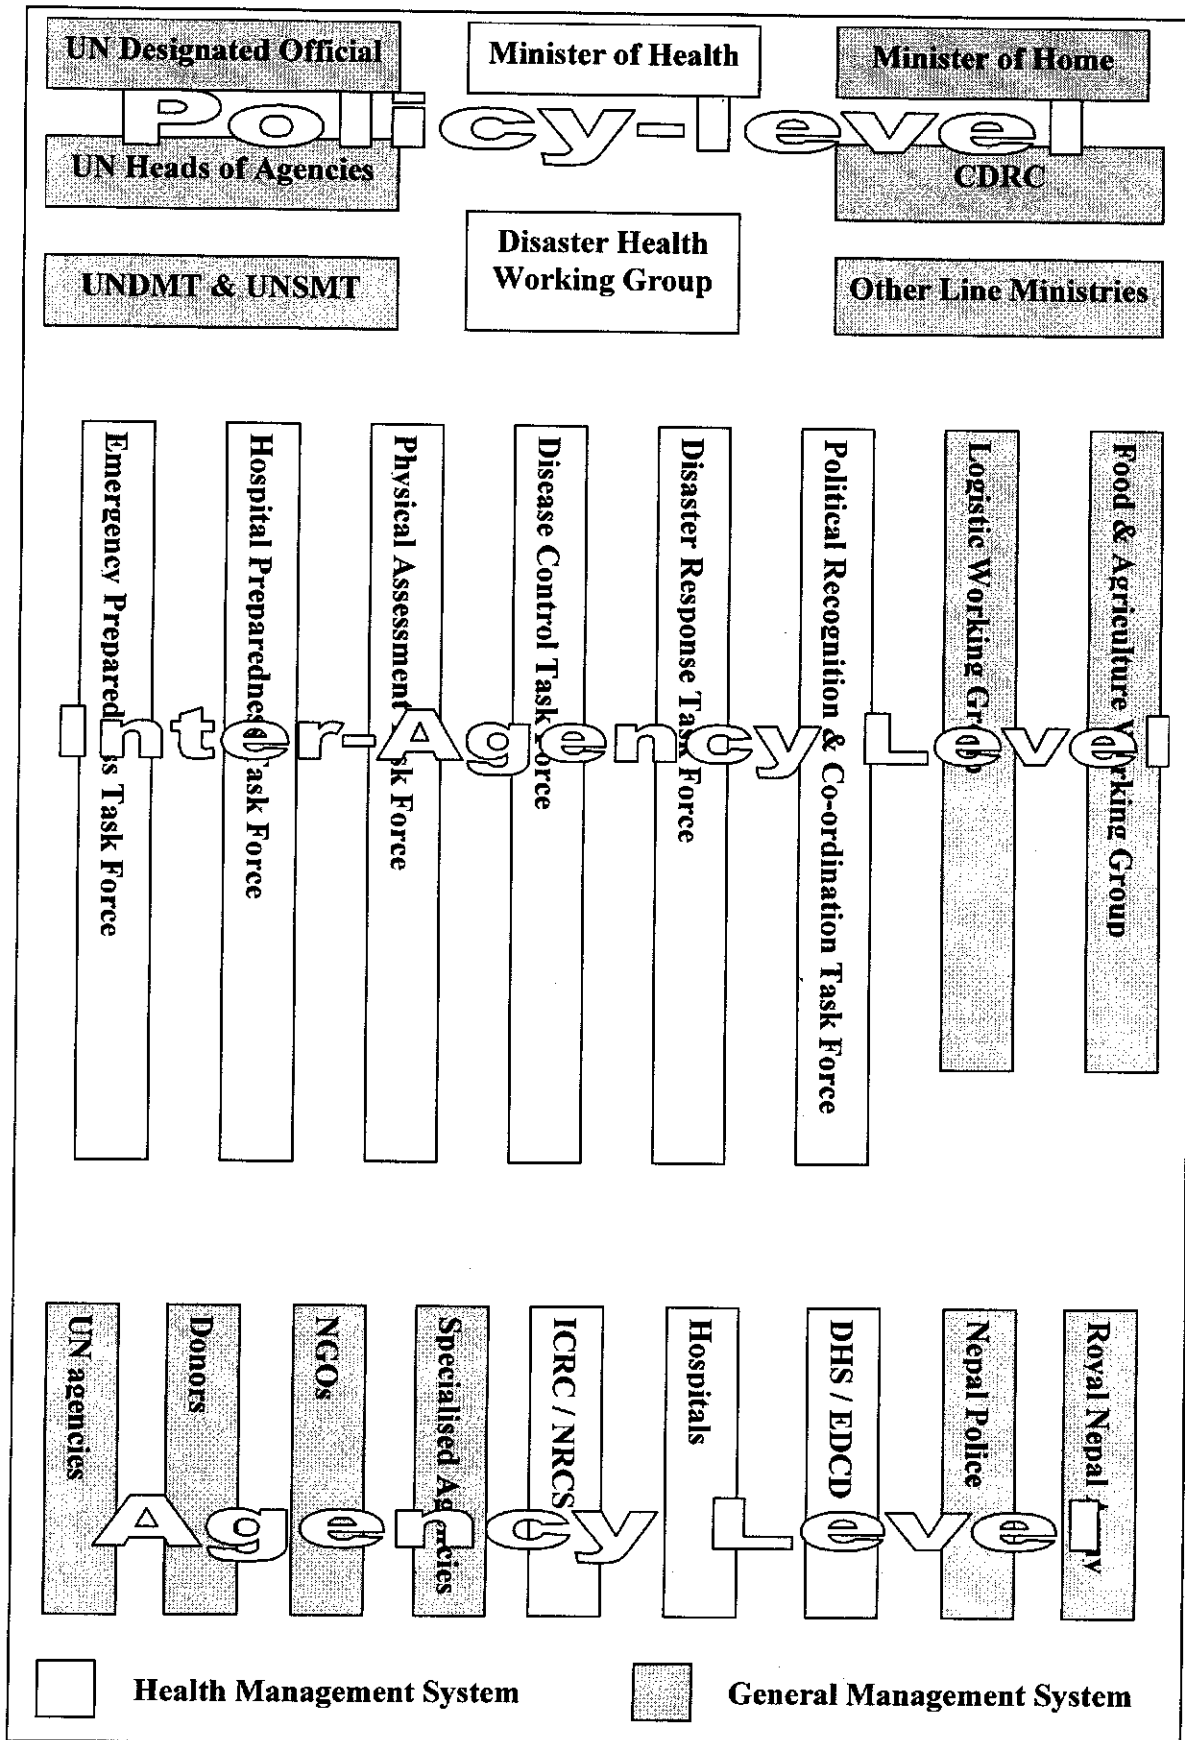 UN Designated Official
Minister of Health
Minister of Home
Policy-level
UN Heads of Agencies
CDRC
Disaster Health
Working Group
UNDMT & UNSMT
Other Line Ministries
Emergency Preparedness Task Force
Hospital Preparedness Task Force
Physical Assessment Task Force
Disease Control Task Force
Disaster Response Task Force
Political Recognition & Co-ordination Task Force
Logistic Working Group
Food & Agriculture Working Group
Inter-Agency Level
UN agencies
Donors
NGOs
Specialised Agencies
ICRC / NRCS
Hospitals
DHS / EDCD
Nepal Police
Royal Nepal Army
Agency Level
Health Management System
General Management System